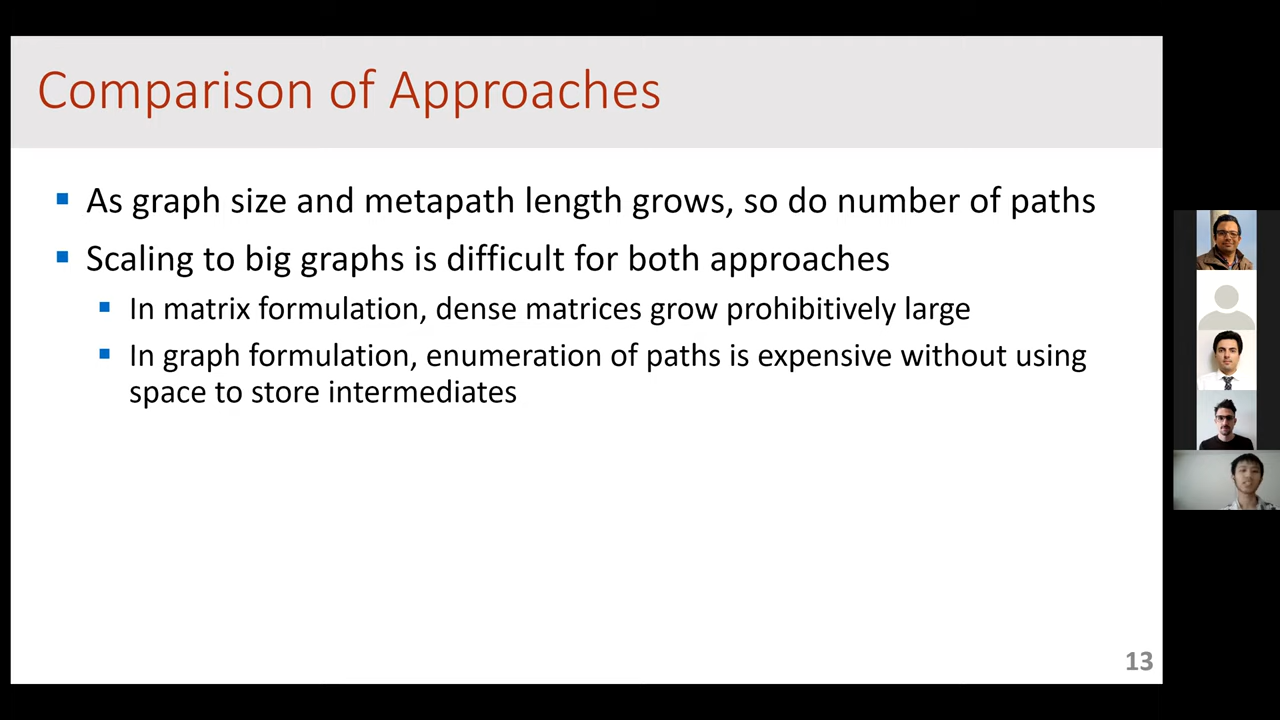 Comparison of Approaches
As graph size and metapath length grows, so do number of paths
Scaling to big graphs is difficult for both approaches
In matrix formulation, dense matrices grow prohibitively large
In graph formulation, enumeration of paths is expensive without using
space to store intermediates
13